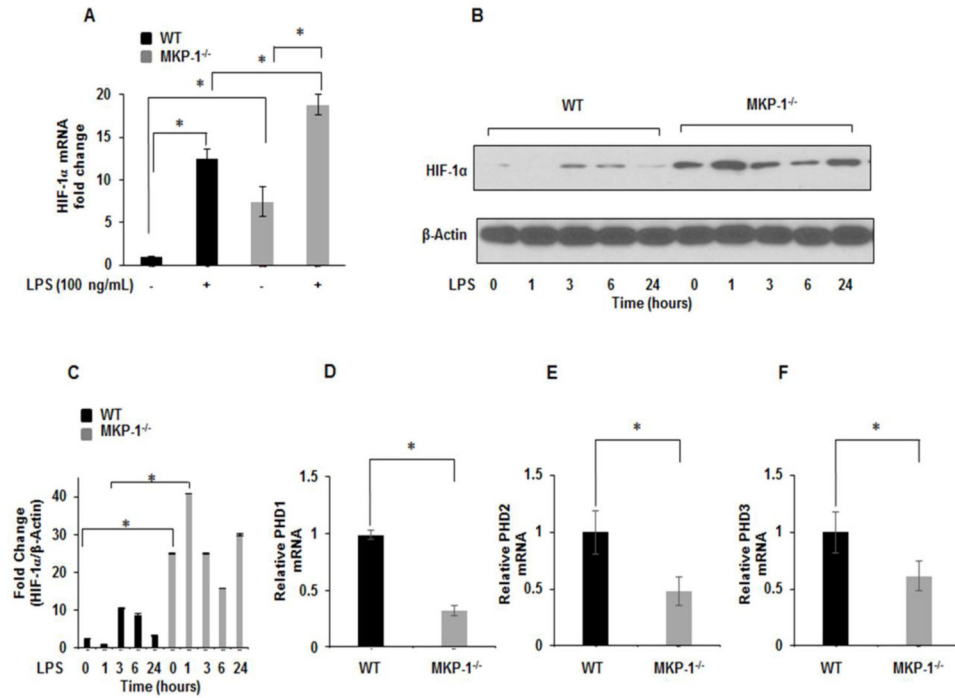 A
WT
MKP-1-/-
*
*
*
*
*
20
15
10
5
0
HIF-1α mRNA
fold change
LPS (100 ng/mL) - + - +
B
WT MKP-1-/-
HIF-1α
β-Actin
LPS 0 1 3 6 24 0 1 3 6 24
Time (hours)
C
WT
MKP-1-/-
*
*
40
30
20
10
0
Fold Change
(HIF-1α/β-Actin)
LPS 0 1 3 6 24 0 1 3 6 24
Time (hours)
D
*
1.5
1
0.5
0
Relative PHD1
mRNA
WT MKP-1-/-
E
*
1.5
1
0.5
0
Relative PHD2
mRNA
WT MKP-1-/-
F
*
1.5
1
0.5
0
Relative PHD3
mRNA
WT MKP-1-/-